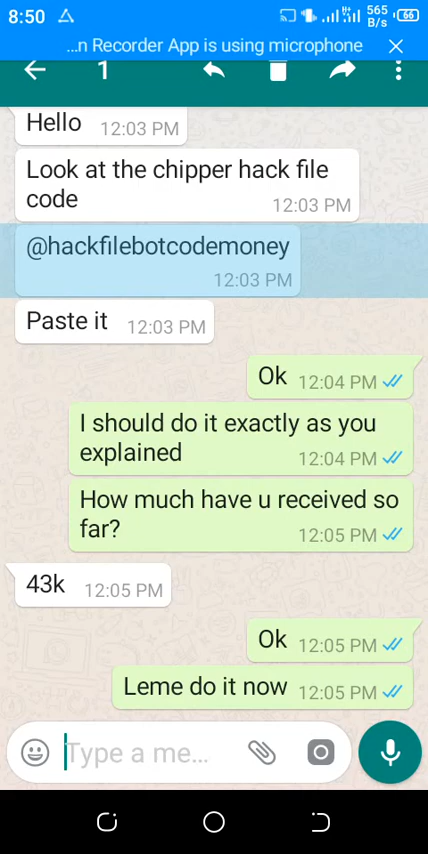 8:50
565
B/s
66
...n Recorder App is using microphone
1
Hello 12:03 PM
Look at the chipper hack file
code 12:03 PM
@hackfilebotcodemoney
12:03 PM
Paste it 12:03 PM
Ok 12:04 PM
I should do it exactly as you
explained 12:04 PM
How much have u received so
far? 12:05 PM
43k 12:05 PM
Ok 12:05 PM
Leme do it now 12:05 PM
Type a me...